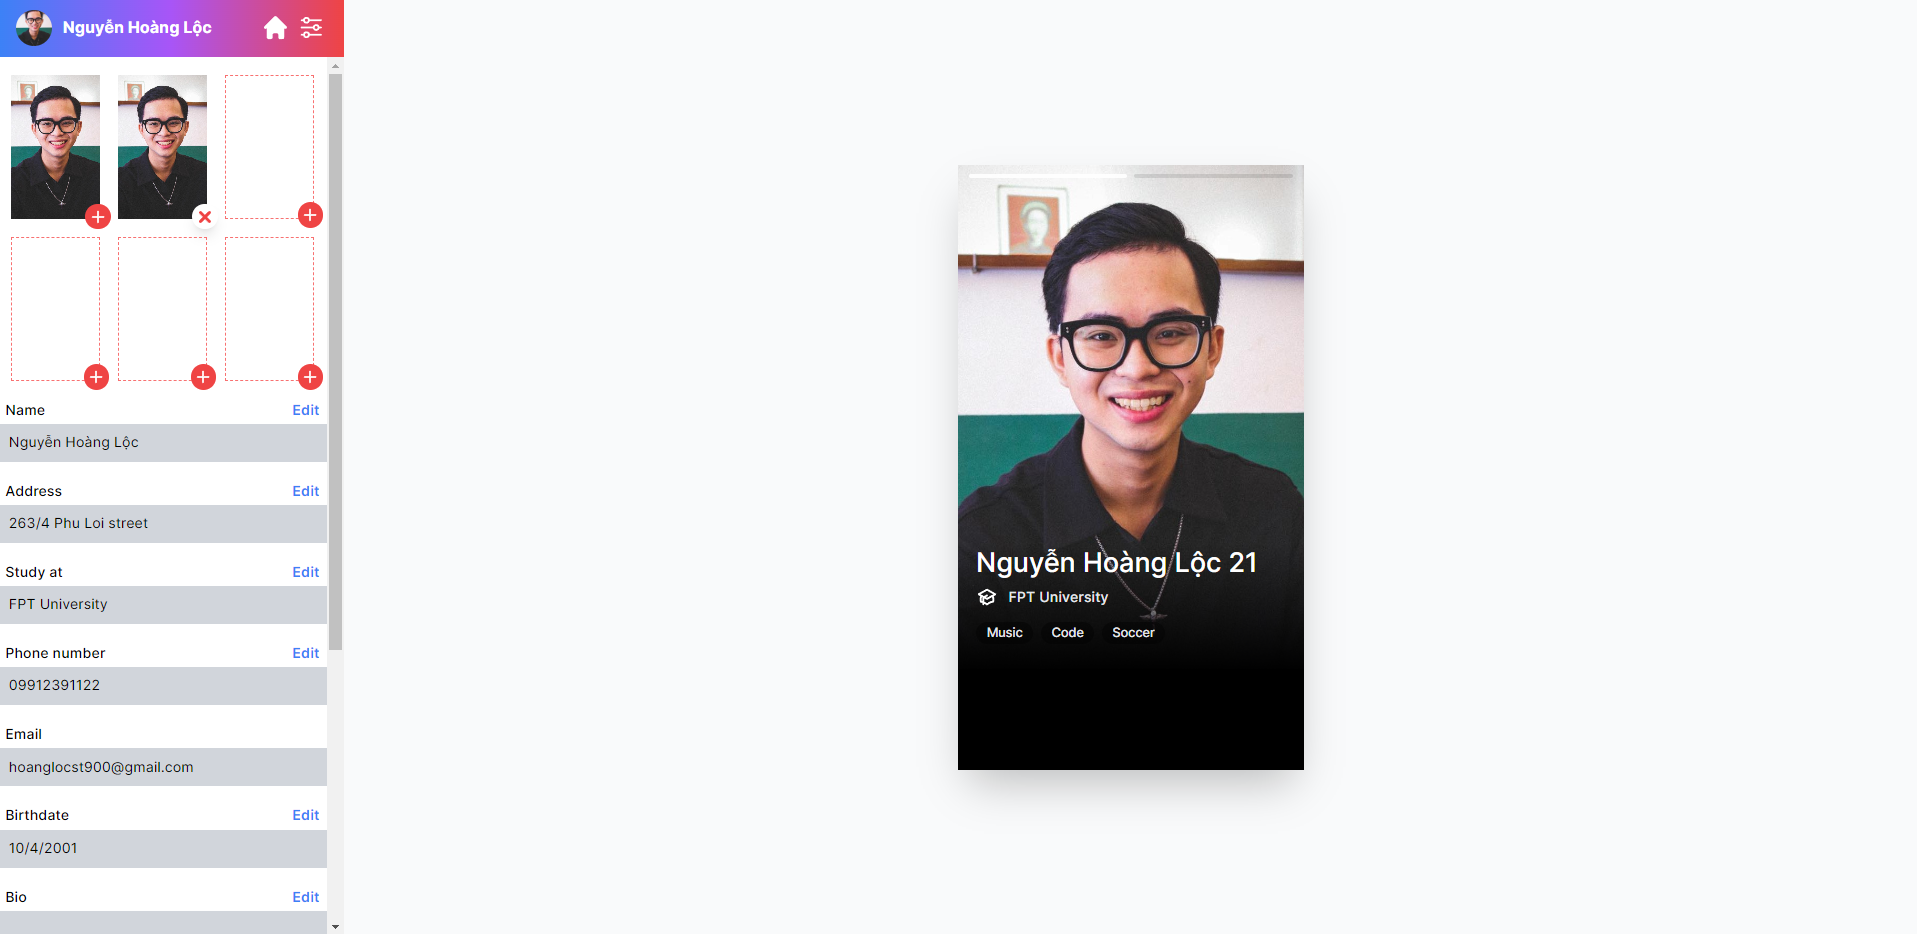 Nguyễn Hoàng Lộc
Name Edit
Nguyễn Hoàng Lộc
Address Edit
263/4 Phu Loi street
Study at Edit
FPT University
Phone number Edit
09912391122
Email
hoanglocst900@gmail.com
Birthdate Edit
10/4/2001
Bio Edit
Nguyễn Hoàng Lộc 21
FPT University
Music Code Soccer